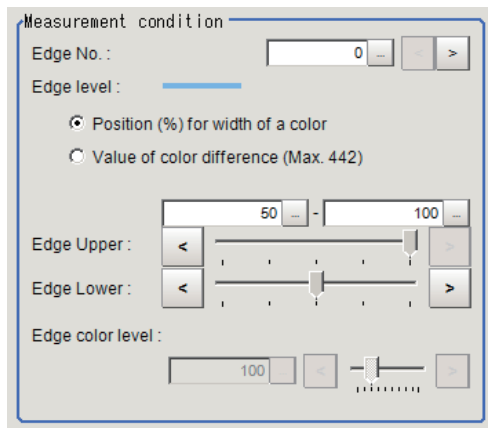 Measurement condition
Edge No. : 0 ... < >
Edge level :
Position (%) for width of a color
Value of color difference (Max. 442)
50 ... - 100 ...
Edge Upper : < >
Edge Lower : < >
Edge color level :
100 ... < >